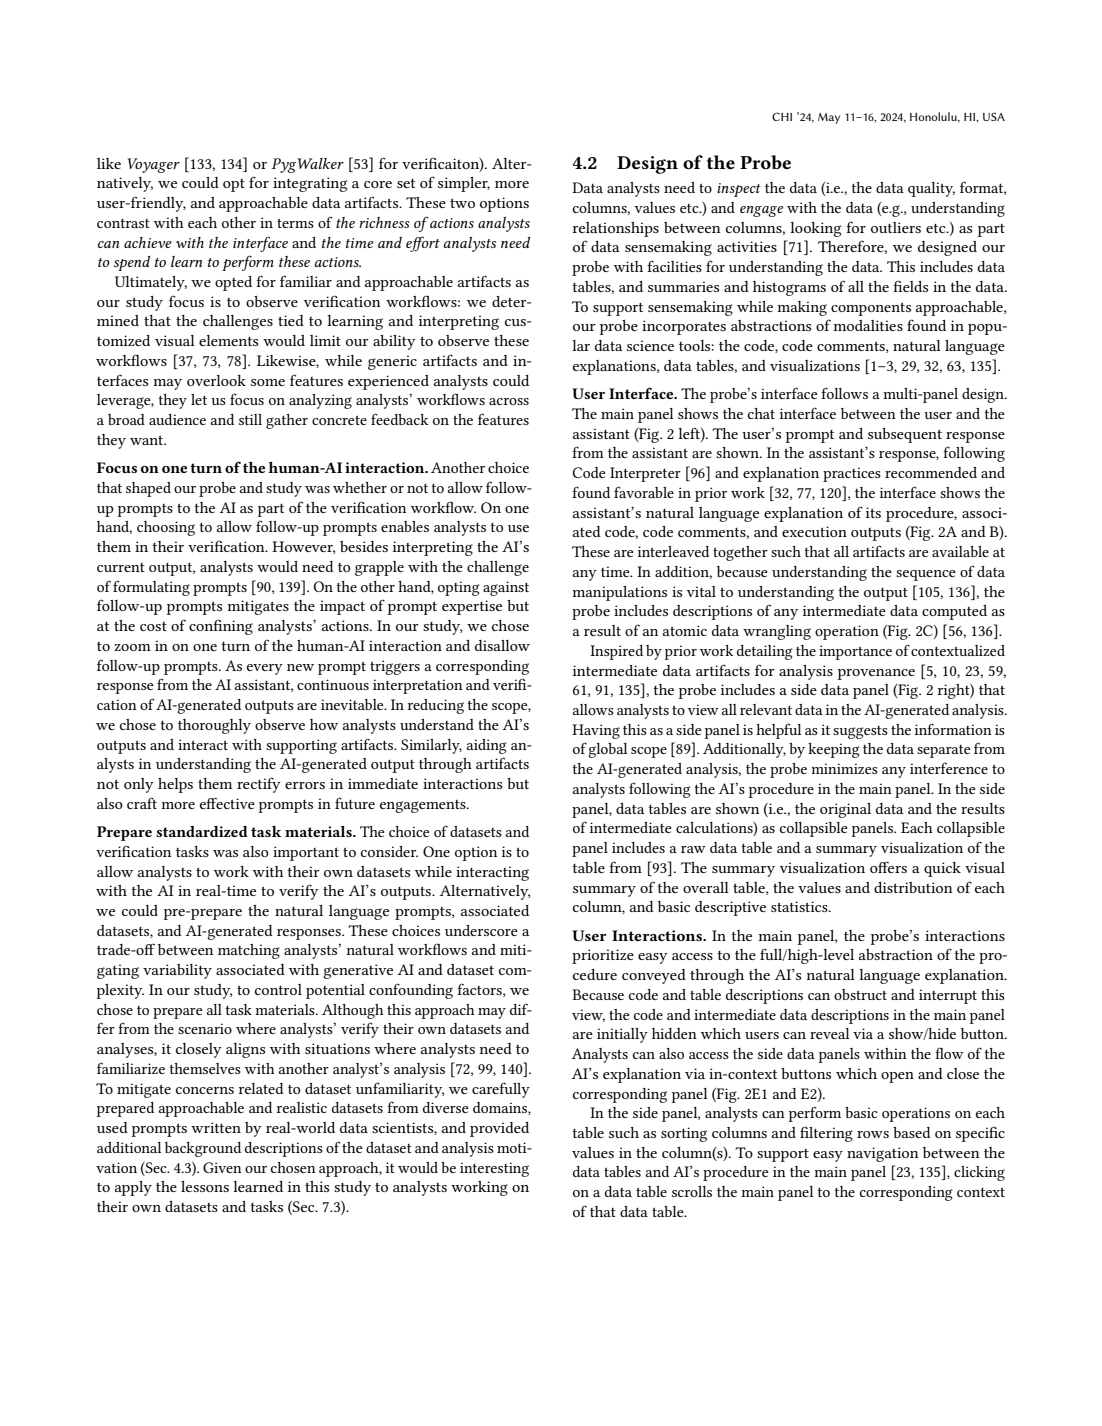 CHI '24, May 11–16, 2024, Honolulu, HI, USA
like Voyager [133, 134] or PygWalker [53] for verificaiton). Alter-
natively, we could opt for integrating a core set of simpler, more
user-friendly, and approachable data artifacts. These two options
contrast with each other in terms of the richness of actions analysts
can achieve with the interface and the time and effort analysts need
to spend to learn to perform these actions.
Ultimately, we opted for familiar and approachable artifacts as
our study focus is to observe verification workflows: we deter-
mined that the challenges tied to learning and interpreting cus-
tomized visual elements would limit our ability to observe these
workflows [37, 73, 78]. Likewise, while generic artifacts and in-
terfaces may overlook some features experienced analysts could
leverage, they let us focus on analyzing analysts' workflows across
a broad audience and still gather concrete feedback on the features
they want.
Focus on one turn of the human-AI interaction. Another choice
that shaped our probe and study was whether or not to allow follow-
up prompts to the AI as part of the verification workflow. On one
hand, choosing to allow follow-up prompts enables analysts to use
them in their verification. However, besides interpreting the AI's
current output, analysts would need to grapple with the challenge
of formulating prompts [90, 139]. On the other hand, opting against
follow-up prompts mitigates the impact of prompt expertise but
at the cost of confining analysts' actions. In our study, we chose
to zoom in on one turn of the human-AI interaction and disallow
follow-up prompts. As every new prompt triggers a corresponding
response from the AI assistant, continuous interpretation and verifi-
cation of AI-generated outputs are inevitable. In reducing the scope,
we chose to thoroughly observe how analysts understand the AI's
outputs and interact with supporting artifacts. Similarly, aiding an-
alysts in understanding the AI-generated output through artifacts
not only helps them rectify errors in immediate interactions but
also craft more effective prompts in future engagements.
Prepare standardized task materials. The choice of datasets and
verification tasks was also important to consider. One option is to
allow analysts to work with their own datasets while interacting
with the AI in real-time to verify the AI's outputs. Alternatively,
we could pre-prepare the natural language prompts, associated
datasets, and AI-generated responses. These choices underscore a
trade-off between matching analysts' natural workflows and miti-
gating variability associated with generative AI and dataset com-
plexity. In our study, to control potential confounding factors, we
chose to prepare all task materials. Although this approach may dif-
fer from the scenario where analysts' verify their own datasets and
analyses, it closely aligns with situations where analysts need to
familiarize themselves with another analyst's analysis [72, 99, 140].
To mitigate concerns related to dataset unfamiliarity, we carefully
prepared approachable and realistic datasets from diverse domains,
used prompts written by real-world data scientists, and provided
additional background descriptions of the dataset and analysis moti-
vation (Sec. 4.3). Given our chosen approach, it would be interesting
to apply the lessons learned in this study to analysts working on
their own datasets and tasks (Sec. 7.3).
4.2 Design of the Probe
Data analysts need to inspect the data (i.e., the data quality, format,
columns, values etc.) and engage with the data (e.g., understanding
relationships between columns, looking for outliers etc.) as part
of data sensemaking activities [71]. Therefore, we designed our
probe with facilities for understanding the data. This includes data
tables, and summaries and histograms of all the fields in the data.
To support sensemaking while making components approachable,
our probe incorporates abstractions of modalities found in popu-
lar data science tools: the code, code comments, natural language
explanations, data tables, and visualizations [1–3, 29, 32, 63, 135].
User Interface. The probe's interface follows a multi-panel design.
The main panel shows the chat interface between the user and the
assistant (Fig. 2 left). The user's prompt and subsequent response
from the assistant are shown. In the assistant's response, following
Code Interpreter [96] and explanation practices recommended and
found favorable in prior work [32, 77, 120], the interface shows the
assistant's natural language explanation of its procedure, associ-
ated code, code comments, and execution outputs (Fig. 2A and B).
These are interleaved together such that all artifacts are available at
any time. In addition, because understanding the sequence of data
manipulations is vital to understanding the output [105, 136], the
probe includes descriptions of any intermediate data computed as
a result of an atomic data wrangling operation (Fig. 2C) [56, 136].
Inspired by prior work detailing the importance of contextualized
intermediate data artifacts for analysis provenance [5, 10, 23, 59,
61, 91, 135], the probe includes a side data panel (Fig. 2 right) that
allows analysts to view all relevant data in the AI-generated analysis.
Having this as a side panel is helpful as it suggests the information is
of global scope [89]. Additionally, by keeping the data separate from
the AI-generated analysis, the probe minimizes any interference to
analysts following the AI's procedure in the main panel. In the side
panel, data tables are shown (i.e., the original data and the results
of intermediate calculations) as collapsible panels. Each collapsible
panel includes a raw data table and a summary visualization of the
table from [93]. The summary visualization offers a quick visual
summary of the overall table, the values and distribution of each
column, and basic descriptive statistics.
User Interactions. In the main panel, the probe's interactions
prioritize easy access to the full/high-level abstraction of the pro-
cedure conveyed through the AI's natural language explanation.
Because code and table descriptions can obstruct and interrupt this
view, the code and intermediate data descriptions in the main panel
are initially hidden which users can reveal via a show/hide button.
Analysts can also access the side data panels within the flow of the
AI's explanation via in-context buttons which open and close the
corresponding panel (Fig. 2E1 and E2).
In the side panel, analysts can perform basic operations on each
table such as sorting columns and filtering rows based on specific
values in the column(s). To support easy navigation between the
data tables and AI's procedure in the main panel [23, 135], clicking
on a data table scrolls the main panel to the corresponding context
of that data table.